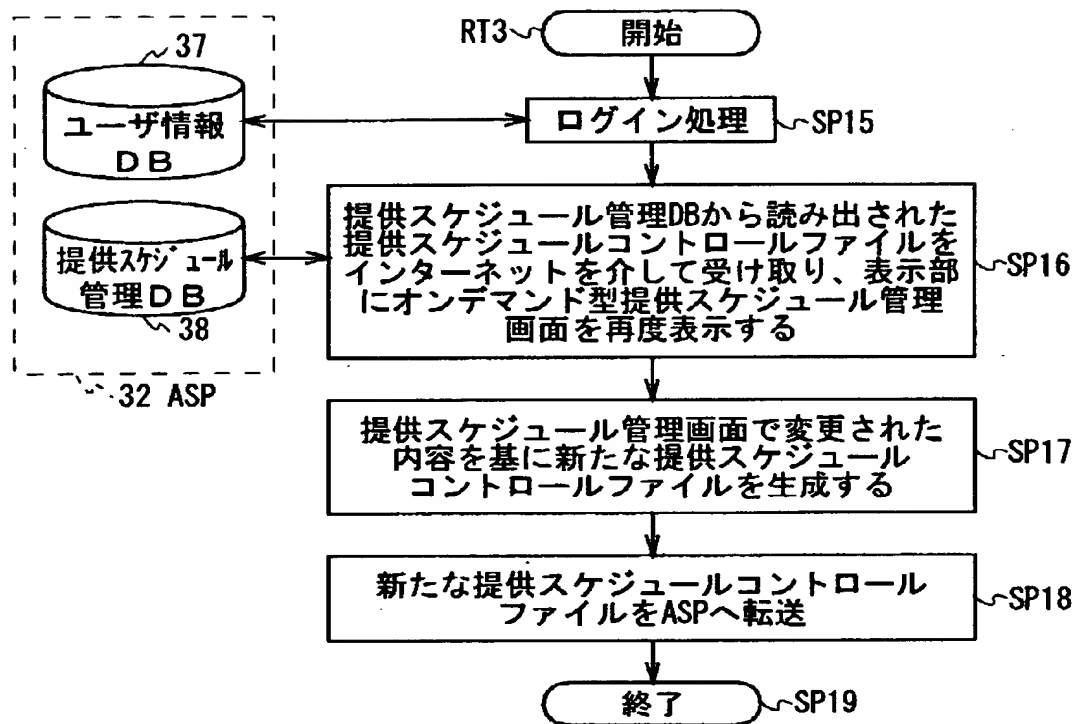 RT3
開始
37
ユーザ情報
DB
ログイン処理
SP15
提供スケジュール
管理DB
38
32 ASP
提供スケジュール管理DBから読み出された
提供スケジュールコントロールファイルを
インターネットを介して受け取り、表示部
にオンデマンド型提供スケジュール管理
画面を再度表示する
SP16
提供スケジュール管理画面で変更された
内容を基に新たな提供スケジュール
コントロールファイルを生成する
SP17
新たな提供スケジュールコントロール
ファイルをASPへ転送
SP18
終了
SP19